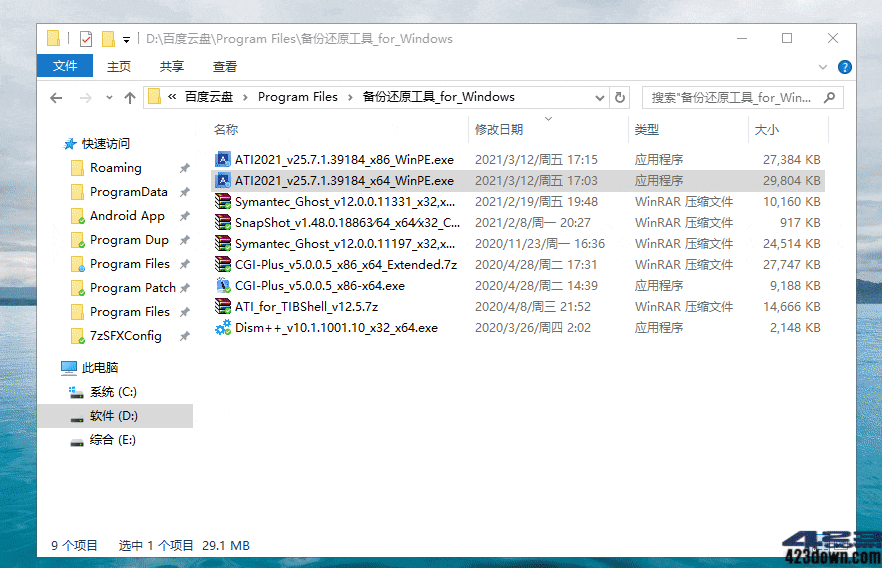 D:\百度云盘\Program Files\备份还原工具_for_Windows
文件 主页 共享 查看
« 百度云盘 › Program Files › 备份还原工具_for_Windows 搜索"备份还原工具_for_Win...
名称 修改日期 类型 大小
快速访问
Roaming
ProgramData
Android App
Program Dup
Program Files
Program Patch
Program Files
7zSFXConfig
此电脑
系统 (C:)
软件 (D:)
综合 (E:)
ATI2021_v25.7.1.39184_x86_WinPE.exe 2021/3/12/周五 17:15 应用程序 27,384 KB
ATI2021_v25.7.1.39184_x64_WinPE.exe 2021/3/12/周五 17:03 应用程序 29,804 KB
Symantec_Ghost_v12.0.0.11331_x32,x... 2021/2/19/周五 19:48 WinRAR 压缩文件 10,160 KB
SnapShot_v1.48.0.18863⁄64_x64⁄x32_C... 2021/2/8/周一 20:27 WinRAR 压缩文件 917 KB
Symantec_Ghost_v12.0.0.11197_x32,x... 2020/11/23/周一 16:36 WinRAR 压缩文件 24,514 KB
CGI-Plus_v5.0.0.5_x86_x64_Extended.7z 2020/4/28/周二 17:31 WinRAR 压缩文件 27,747 KB
CGI-Plus_v5.0.0.5_x86-x64.exe 2020/4/28/周二 14:39 应用程序 9,188 KB
ATI_for_TIBShell_v12.5.7z 2020/4/8/周三 21:52 WinRAR 压缩文件 14,666 KB
Dism++_v10.1.1001.10_x32_x64.exe 2020/3/26/周四 2:02 应用程序 2,148 KB
9 个项目 选中 1 个项目 29.1 MB
423
423down.com